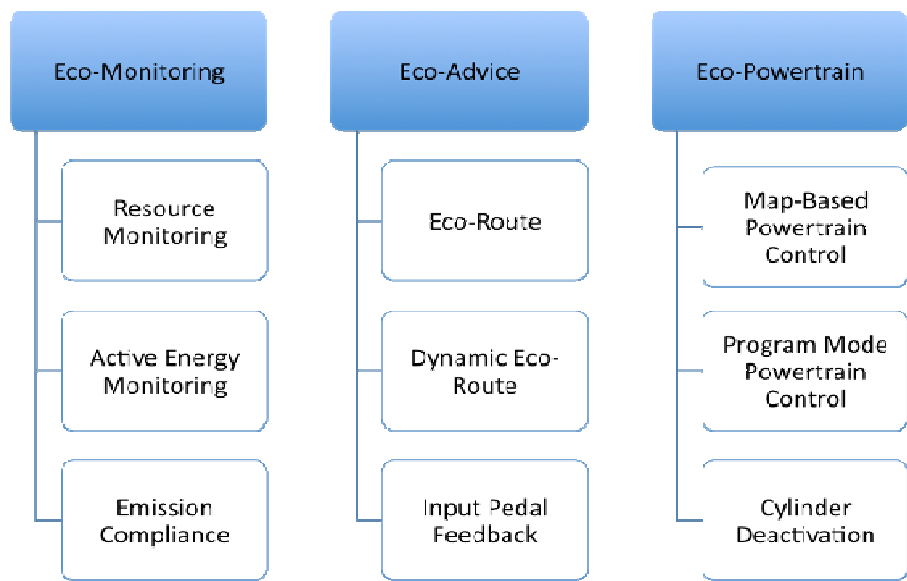 Eco-Monitoring
Resource
Monitoring
Active Energy
Monitoring
Emission
Compliance
Eco-Advice
Eco-Route
Dynamic Eco-
Route
Input Pedal
Feedback
Eco-Powertrain
Map-Based
Powertrain
Control
Program Mode
Powertrain
Control
Cylinder
Deactivation